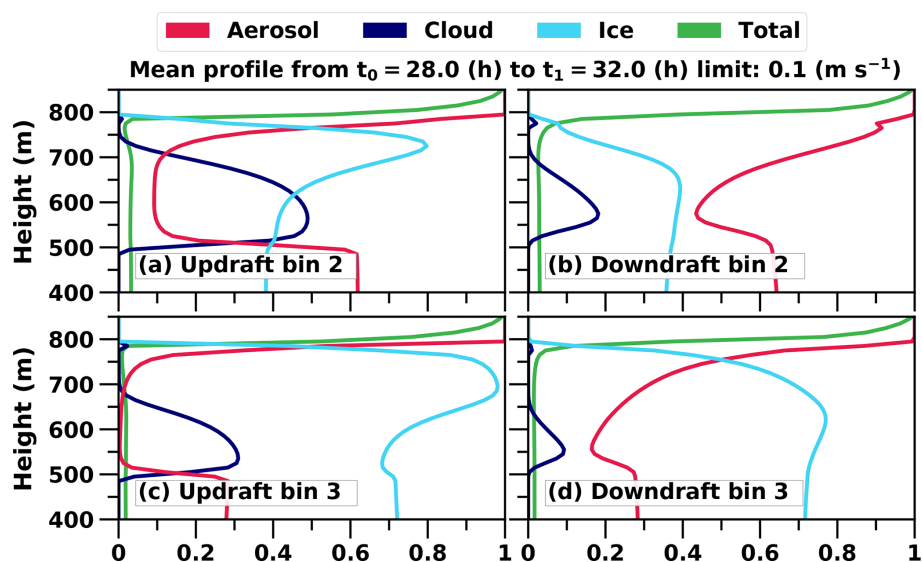 Aerosol Cloud Ice Total
Mean profile from t₀ = 28.0 (h) to t₁ = 32.0 (h) limit: 0.1 (m s⁻¹)
Height (m)
800
700
600
500
400
(a) Updraft bin 2
(b) Downdraft bin 2
Height (m)
800
700
600
500
400
(c) Updraft bin 3
(d) Downdraft bin 3
0 0.2 0.4 0.6 0.8 1 0.2 0.4 0.6 0.8 1